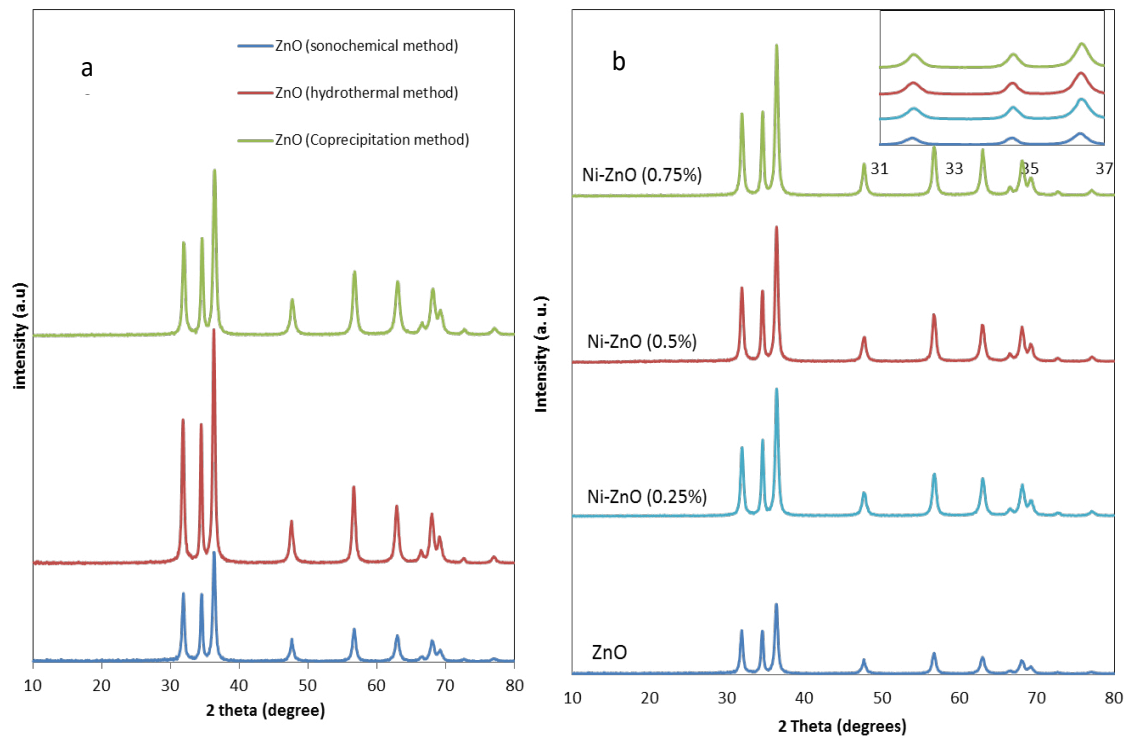 a
ZnO (sonochemical method)
ZnO (hydrothermal method)
ZnO (Coprecipitation method)
intensity (a.u)
10 20 30 40 50 60 70 80
2 theta (degree)
b
31 33 35 37
Ni-ZnO (0.75%)
Ni-ZnO (0.5%)
Ni-ZnO (0.25%)
ZnO
Intensity (a. u.)
10 20 30 40 50 60 70 80
2 Theta (degrees)